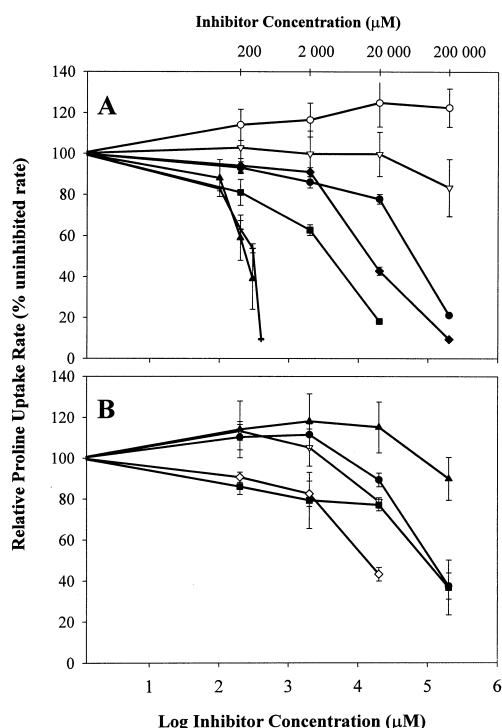 Inhibitor Concentration (μM)
200 2 000 20 000 200 000
A
140
120
100
80
60
40
20
0
B
140
120
100
80
60
40
20
0
Relative Proline Uptake Rate (% uninhibited rate)
1 2 3 4 5 6
Log Inhibitor Concentration (μM)